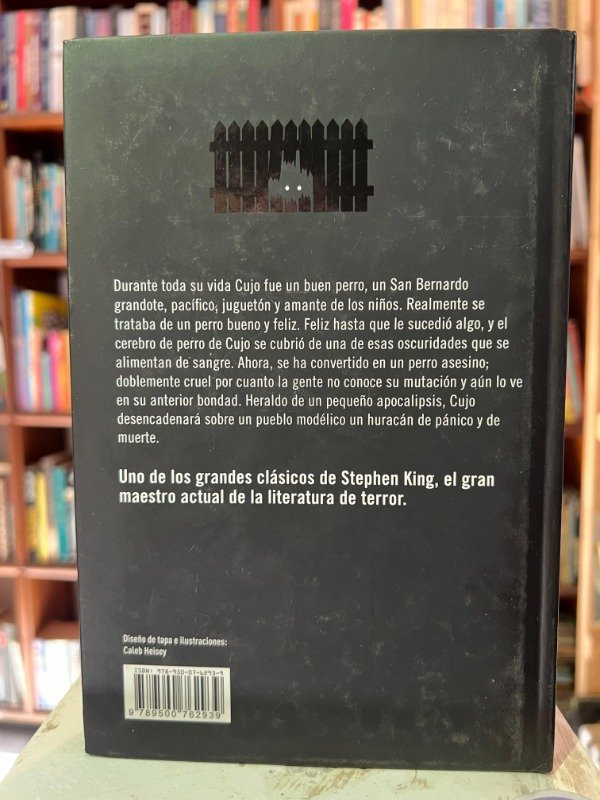 Durante toda su vida Cujo fue un buen perro, un San Bernardo
grandote, pacífico, juguetón y amante de los niños. Realmente se
trataba de un perro bueno y feliz. Feliz hasta que le sucedió algo, y el
cerebro de perro de Cujo se cubrió de una de esas oscuridades que se
alimentan de sangre. Ahora, se ha convertido en un perro asesino;
doblemente cruel por cuanto la gente no conoce su mutación y aún lo ve
en su anterior bondad. Heraldo de un pequeño apocalipsis, Cujo
desencadenará sobre un pueblo modélico un huracán de pánico y de
muerte.
Uno de los grandes clásicos de Stephen King, el gran
maestro actual de la literatura de terror.
Diseño de tapa e ilustraciones:
Caleb Heisey
ISBN: 978-950-07-6293-9
9 789500 762939